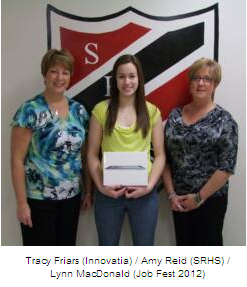 S
Tracy Friars (Innovatia) / Amy Reid (SRHS) /
Lynn MacDonald (Job Fest 2012)